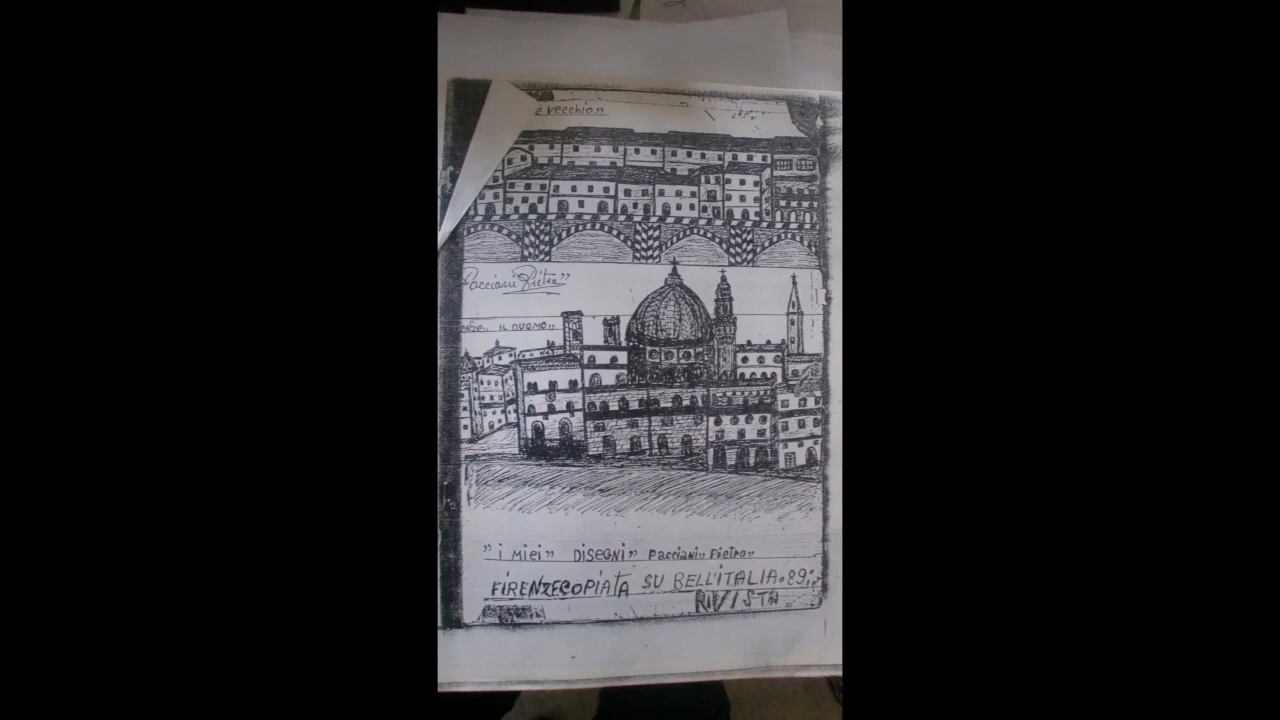 e Vecchio"
Pacciani "Pietro"
IL DUOMO"
"i Miei" DISEGNI" Pacciani" Pietro"
FIRENZE COPIATA SU BELL'ITALIA. 89;
RIVISTA.